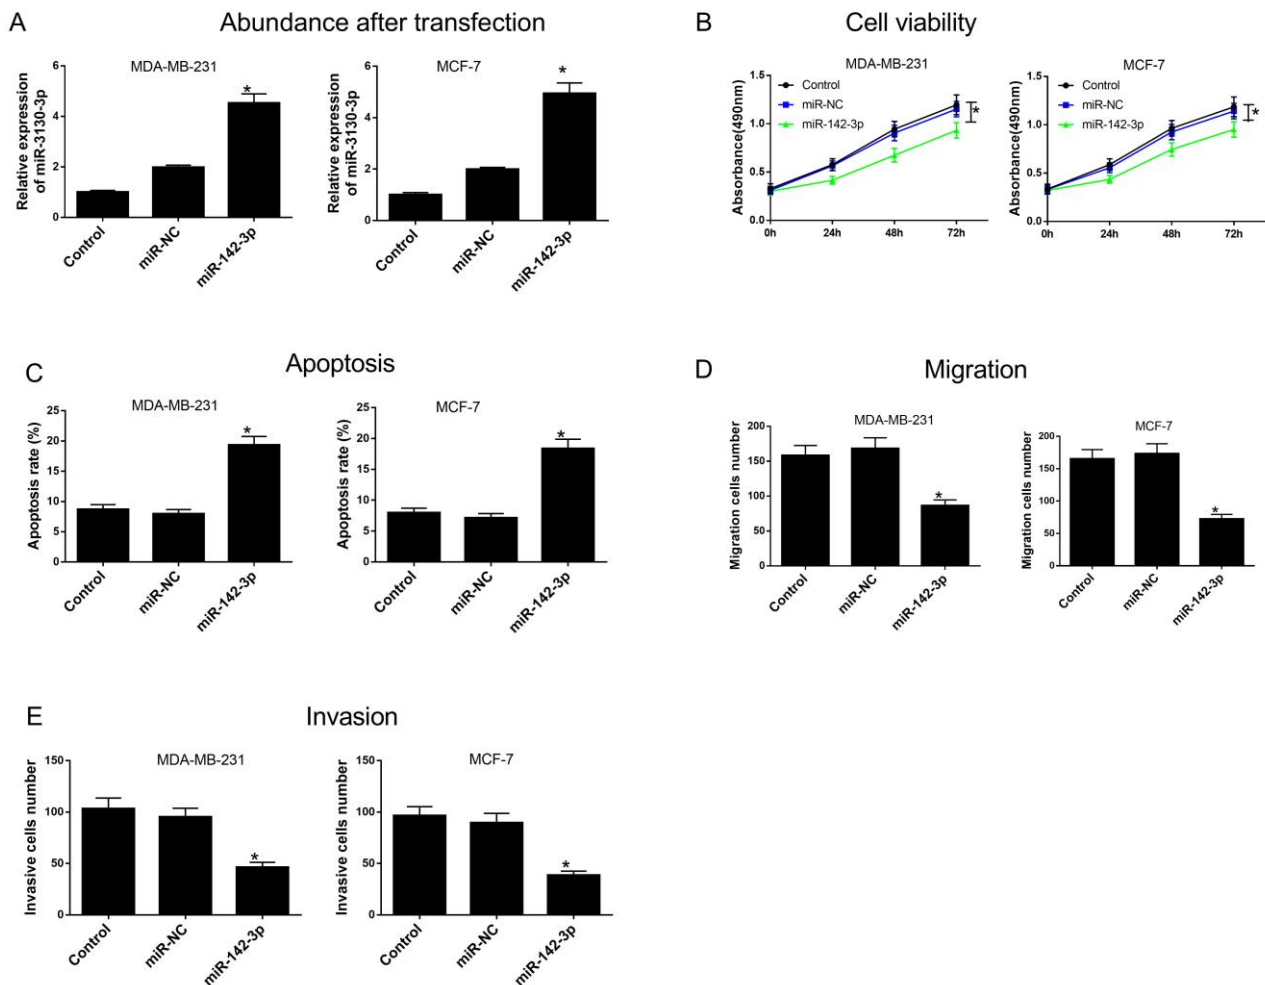 A
Abundance after transfection
MDA-MB-231
Relative expression
of miR-3130-3p
6
4
2
0
*
Control
miR-NC
miR-142-3p
MCF-7
Relative expression
of miR-3130-3p
6
4
2
0
*
Control
miR-NC
miR-142-3p
B
Cell viability
MDA-MB-231
Absorbance(490nm)
1.5
1.0
0.5
0.0
Control
miR-NC
miR-142-3p
*
0h
24h
48h
72h
MCF-7
Absorbance(490nm)
1.5
1.0
0.5
0.0
Control
miR-NC
miR-142-3p
*
0h
24h
48h
72h
C
Apoptosis
MDA-MB-231
Apoptosis rate (%)
25
20
15
10
5
0
*
Control
miR-NC
miR-142-3p
MCF-7
Apoptosis rate (%)
25
20
15
10
5
0
*
Control
miR-NC
miR-142-3p
D
Migration
MDA-MB-231
Migration cells number
200
150
100
50
0
*
Control
miR-NC
miR-142-3p
MCF-7
Migration cells number
200
150
100
50
0
*
Control
miR-NC
miR-142-3p
E
Invasion
MDA-MB-231
Invasive cells number
150
100
50
0
*
Control
miR-NC
miR-142-3p
MCF-7
Invasive cells number
150
100
50
0
*
Control
miR-NC
miR-142-3p